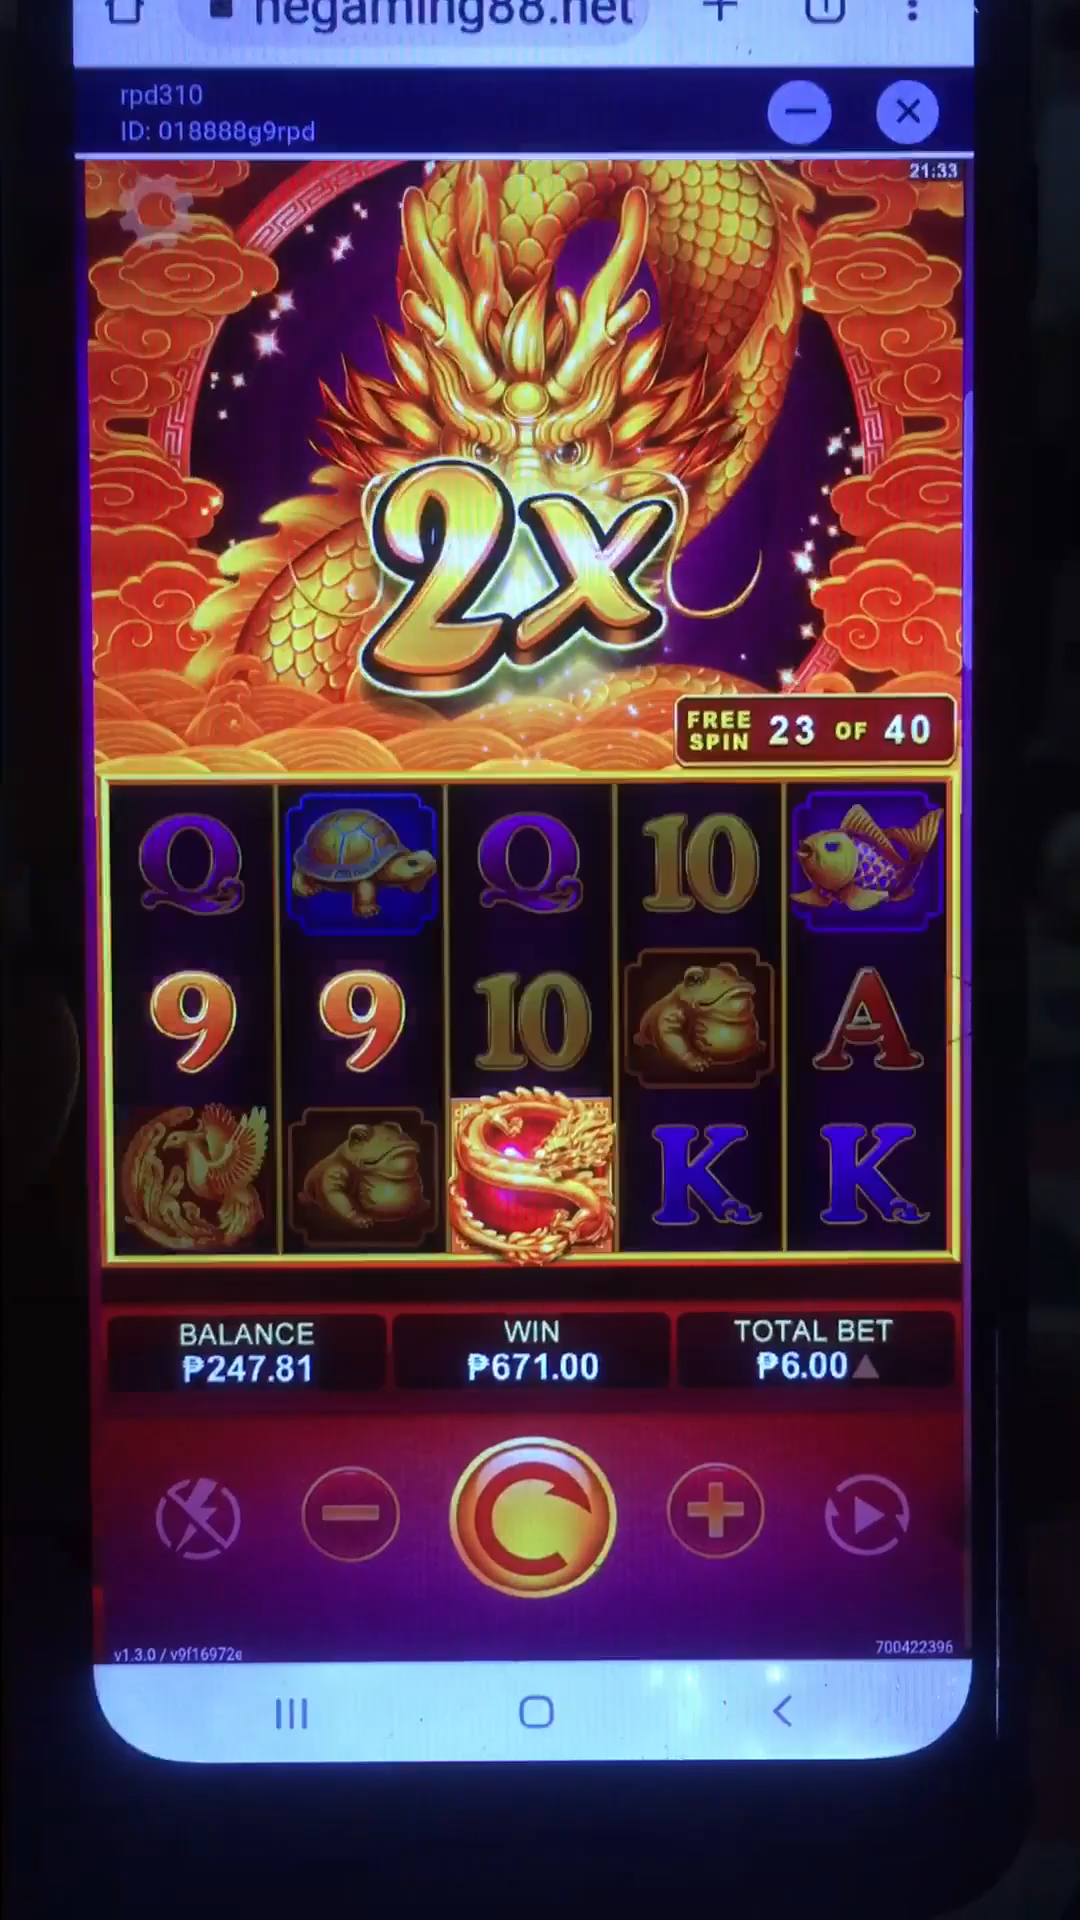 negaming88.net
rpd310
ID: 018888g9rpd
21:33
2x
FREE SPIN 23 OF 40
Q Q 10
9 9 10 A
K K
BALANCE WIN TOTAL BET
₱247.81 ₱671.00 ₱6.00
v1.3.0 / v9f16972e 700422396